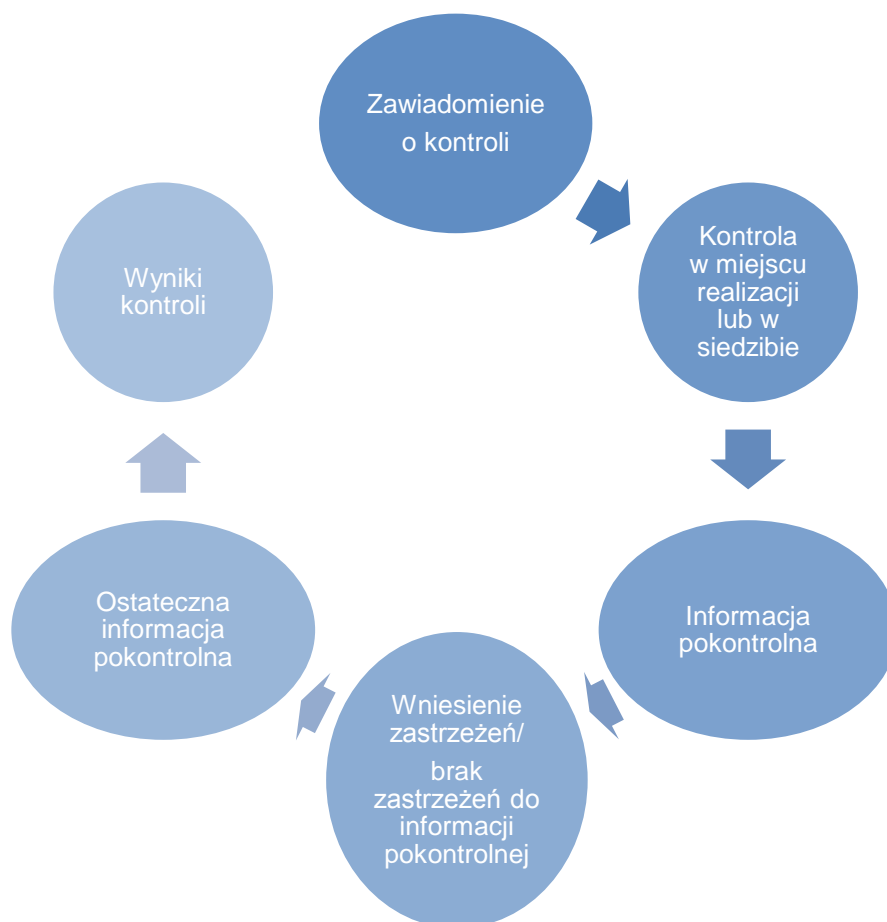 Zawiadomienie
o kontroli
Kontrola
w miejscu
realizacji
lub w
siedzibie
Informacja
pokontrolna
Wniesienie
zastrzeżeń/
brak
zastrzeżeń do
informacji
pokontrolnej
Ostateczna
informacja
pokontrolna
Wyniki
kontroli